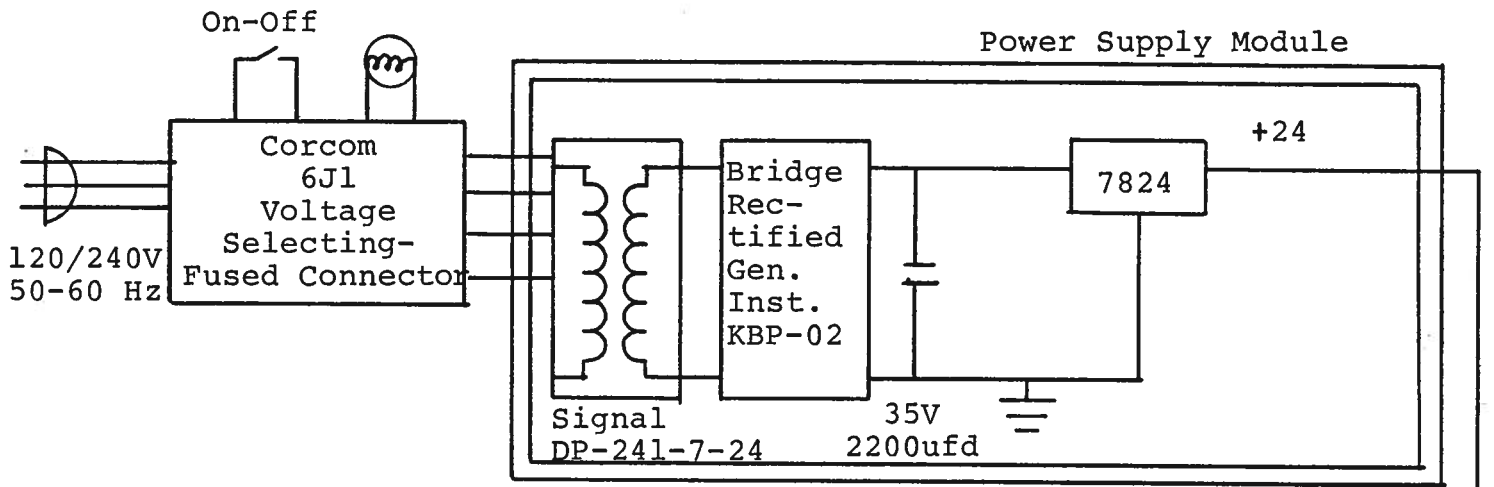 On-Off
Power Supply Module
Corcom
6J1
Voltage
Selecting-
Fused Connector
120/240V
50-60 Hz
Bridge
Rec-
tified
Gen.
Inst.
KBP-02
7824
+24
Signal
DP-241-7-24
35V
2200ufd